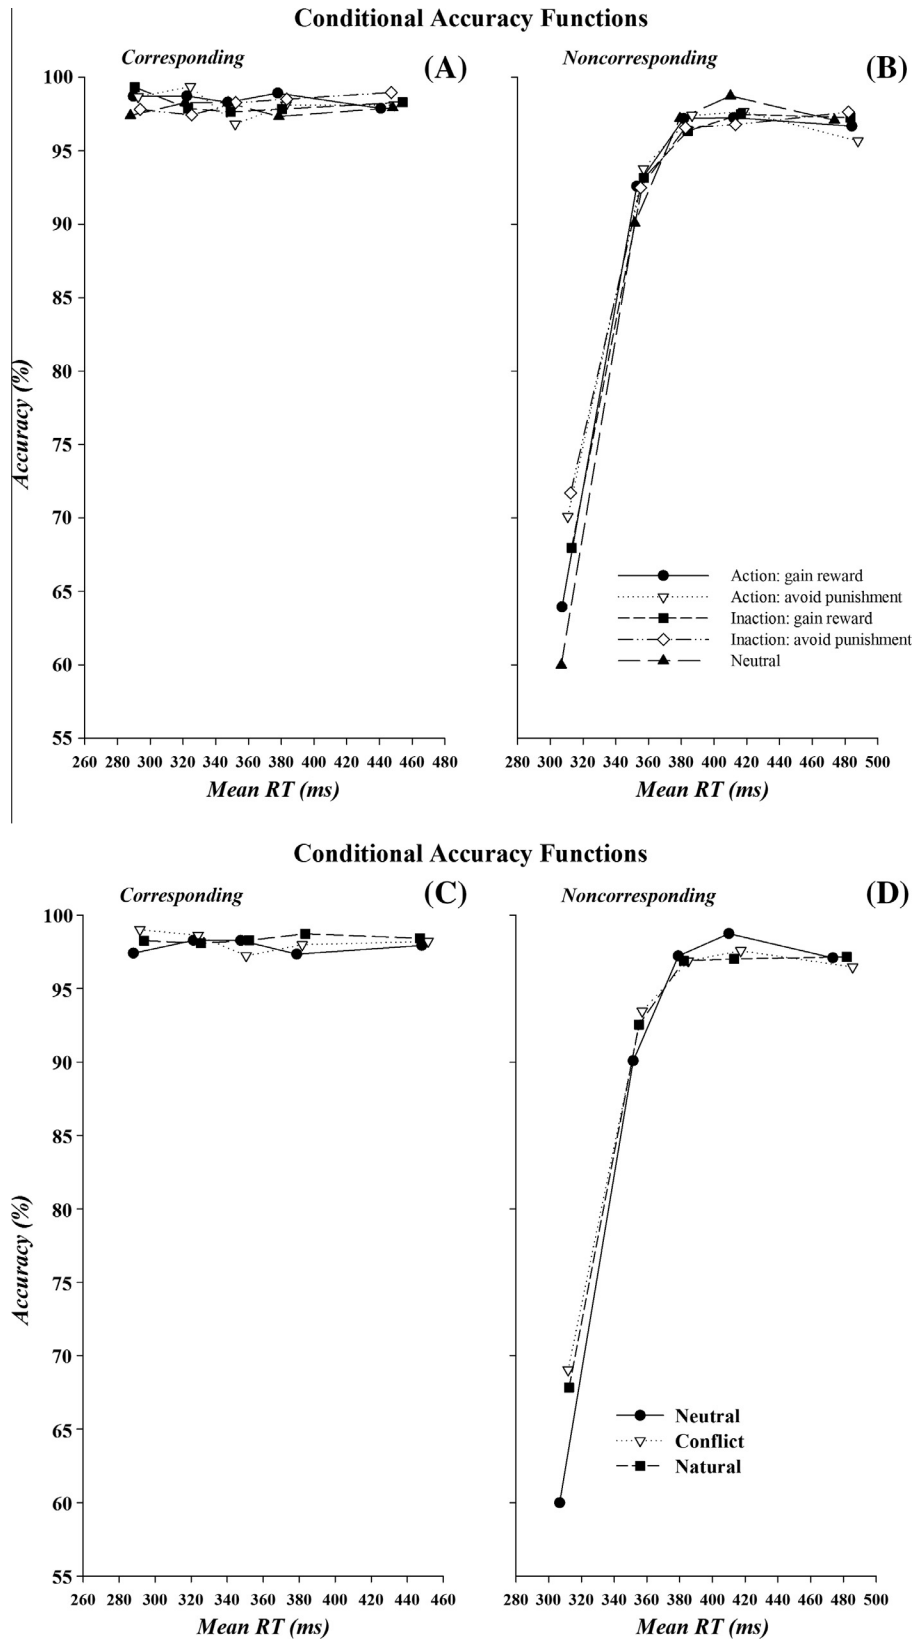 Conditional Accuracy Functions
Corresponding
(A)
Noncorresponding
(B)
100
95
90
85
80
75
70
65
60
55
Accuracy (%)
260 280 300 320 340 360 380 400 420 440 460 480
Mean RT (ms)
280 300 320 340 360 380 400 420 440 460 480 500
Mean RT (ms)
Action: gain reward
Action: avoid punishment
Inaction: gain reward
Inaction: avoid punishment
Neutral
Conditional Accuracy Functions
Corresponding
(C)
Noncorresponding
(D)
100
95
90
85
80
75
70
65
60
55
Accuracy (%)
260 280 300 320 340 360 380 400 420 440 460
Mean RT (ms)
280 300 320 340 360 380 400 420 440 460 480 500
Mean RT (ms)
Neutral
Conflict
Natural